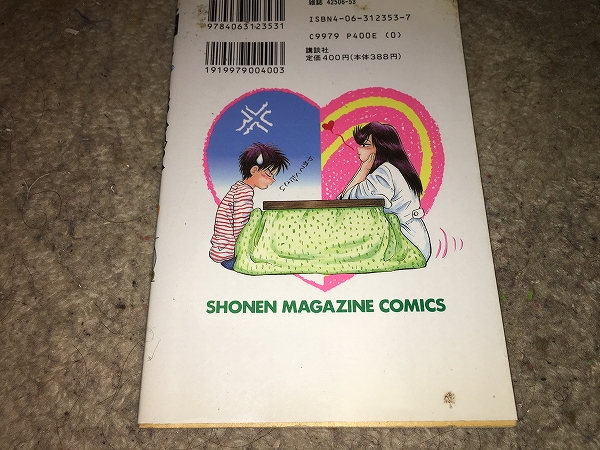 雑誌 42506-53
9784063123531
ISBN4-06-312353-7
C9979 P400E (0)
講談社
定価400円(本体388円)
1919979004003
SHONEN MAGAZINE COMICS